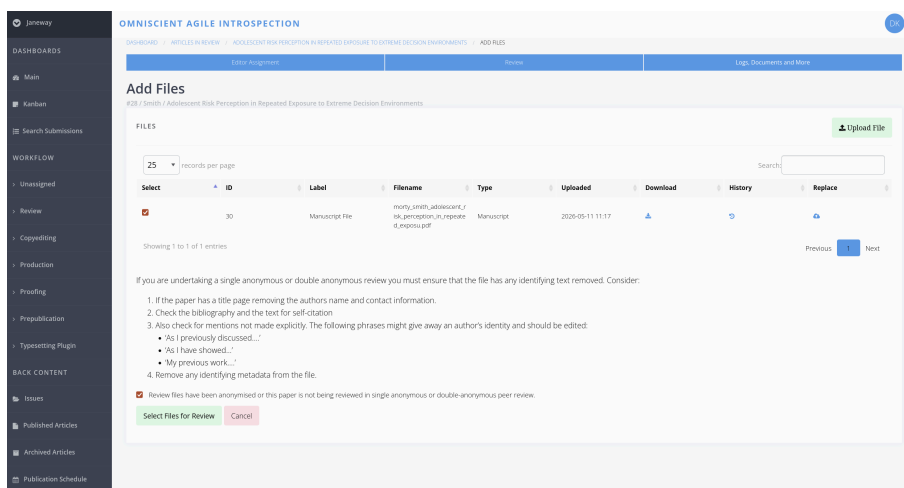 Janeway
OMNISCIENT AGILE INTROSPECTION
DK
DASHBOARD / ARTICLES IN REVIEW / ADOLESCENT RISK PERCEPTION IN REPEATED EXPOSURE TO EXTREME DECISION ENVIRONMENTS / ADD FILES
DASHBOARDS
Main
Kanban
Search Submissions
WORKFLOW
Unassigned
Review
Copyediting
Production
Proofing
Prepublication
Typesetting Plugin
BACK CONTENT
Issues
Published Articles
Archived Articles
Publication Schedule
Editor Assignment
Review
Logs, Documents and More
Add Files
#28 / Smith / Adolescent Risk Perception in Repeated Exposure to Extreme Decision Environments
FILES
Upload File
25 records per page
Search:
Select ID Label Filename Type Uploaded Download History Replace
30 Manuscript File morty_smith_adolescent_r Manuscript 2026-05-11 11:17
isk_perception_in_repeate
d_exposu.pdf
Showing 1 to 1 of 1 entries
Previous 1 Next
If you are undertaking a single anonymous or double anonymous review you must ensure that the file has any identifying text removed. Consider:
1. If the paper has a title page removing the authors name and contact information.
2. Check the bibliography and the text for self-citation
3. Also check for mentions not made explicitly. The following phrases might give away an author's identity and should be edited:
• 'As I previously discussed....'
• 'As I have showed...'
• 'My previous work....'
4. Remove any identifying metadata from the file.
Review files have been anonymised or this paper is not being reviewed in single anonymous or double-anonymous peer review.
Select Files for Review
Cancel